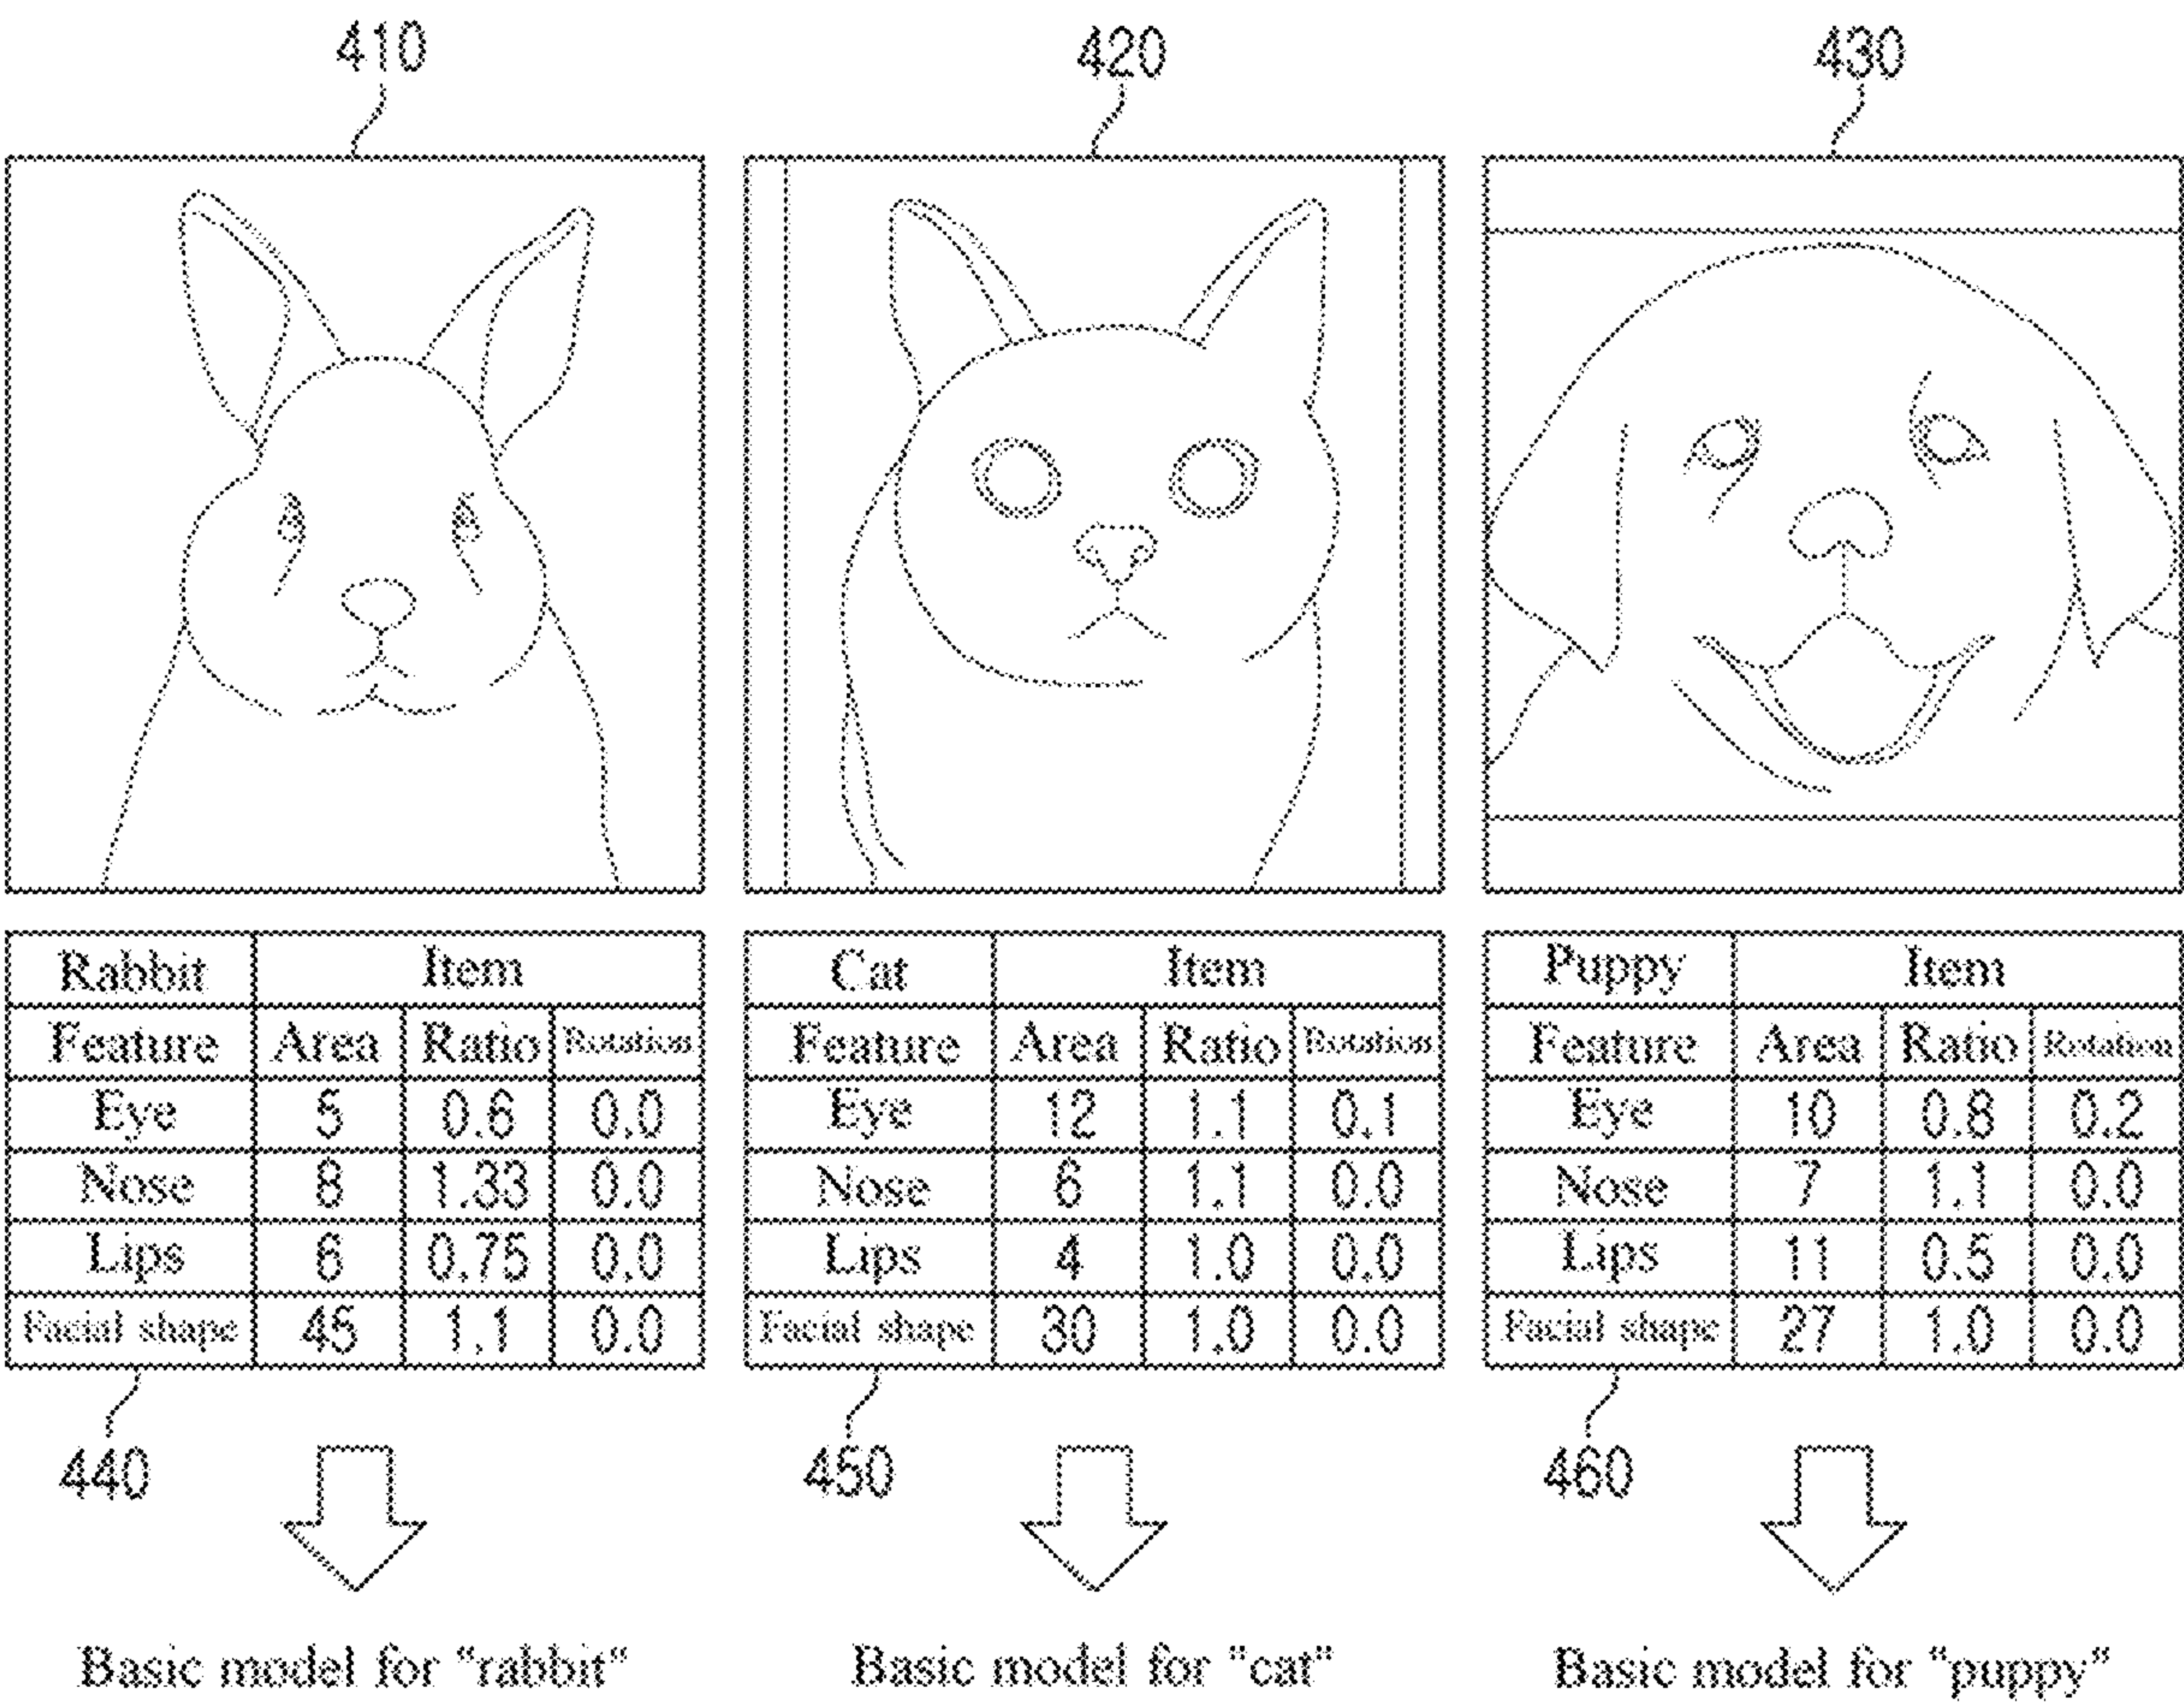 410 420 430
Rabbit Item Cat Item Puppy Item
Feature Area Ratio Rotation Feature Area Ratio Rotation Feature Area Ratio Rotation
Eye 5 0.6 0.0 Eye 12 1.1 0.1 Eye 10 0.8 0.2
Nose 8 1.33 0.0 Nose 6 1.1 0.0 Nose 7 1.1 0.0
Lips 6 0.75 0.0 Lips 4 1.0 0.0 Lips 11 0.5 0.0
Facial shape 45 1.1 0.0 Facial shape 30 1.0 0.0 Facial shape 27 1.0 0.0
440 450 460
Basic model for "rabbit" Basic model for "cat" Basic model for "puppy"